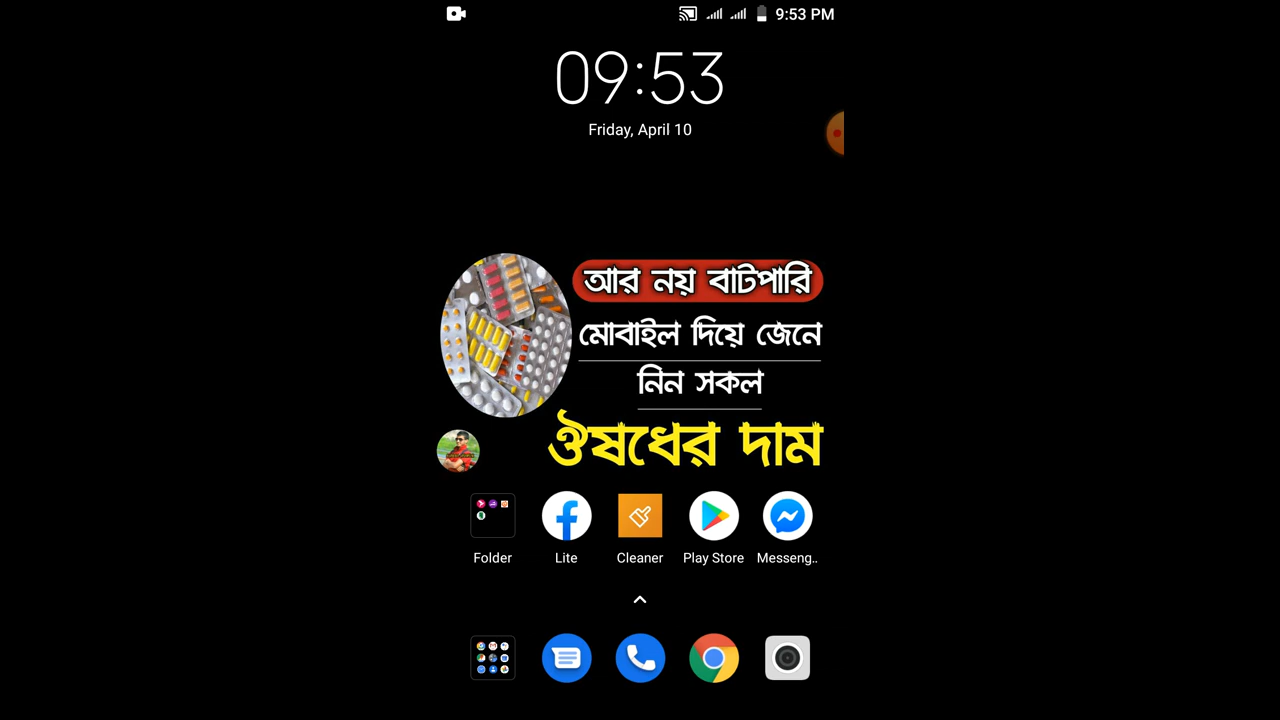 9:53 PM
09:53
Friday, April 10
আর নয় বাটপারি
মোবাইল দিয়ে জেনে
নিন সকল
ঔষধের দাম
Folder
Lite
Cleaner
Play Store
Messeng..